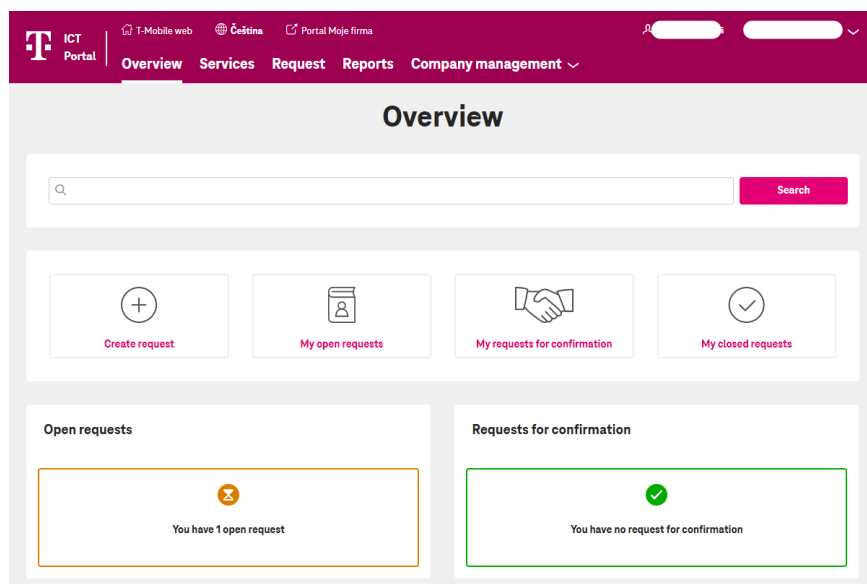 T-Mobile web Čeština Portal Moje firma
ICT
Portal
Overview Services Request Reports Company management
Overview
Search
Create request My open requests My requests for confirmation My closed requests
Open requests Requests for confirmation
You have 1 open request You have no request for confirmation